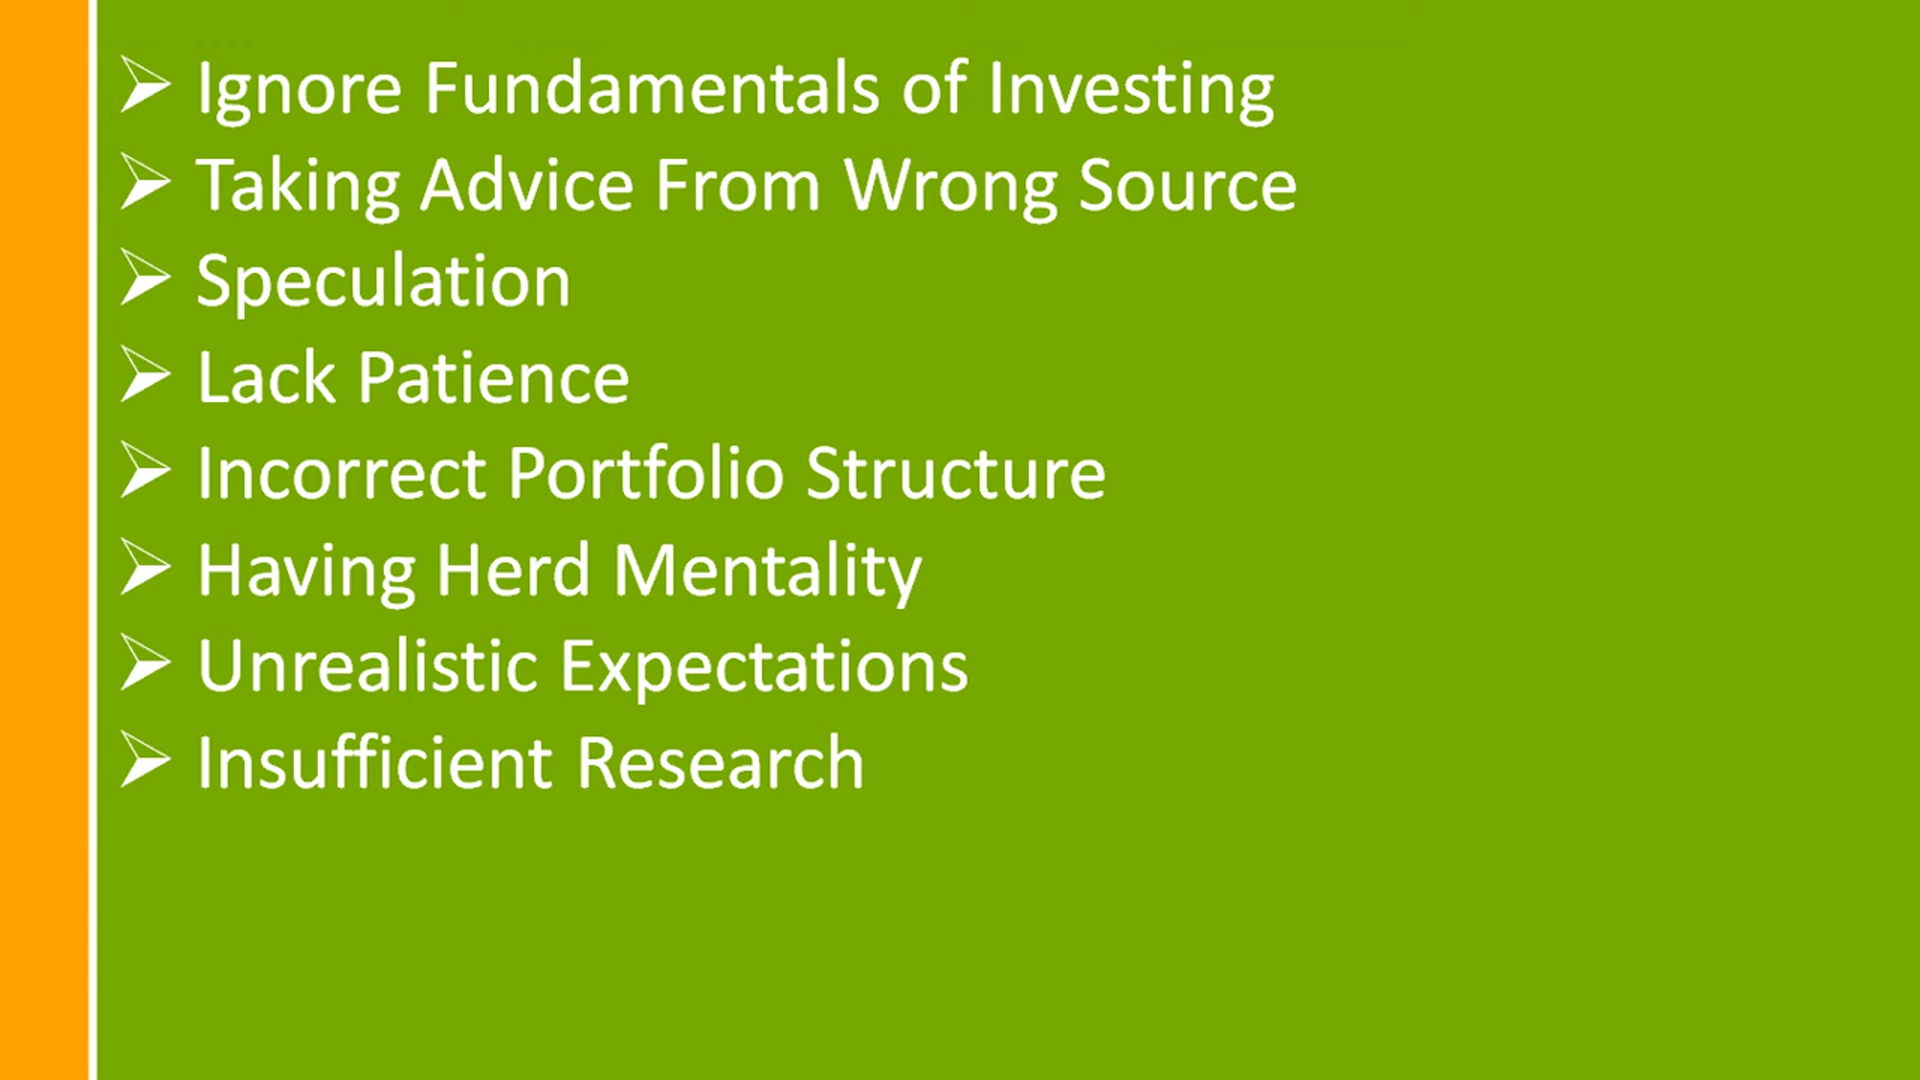 Ignore Fundamentals of Investing
Taking Advice From Wrong Source
Speculation
Lack Patience
Incorrect Portfolio Structure
Having Herd Mentality
Unrealistic Expectations
Insufficient Research